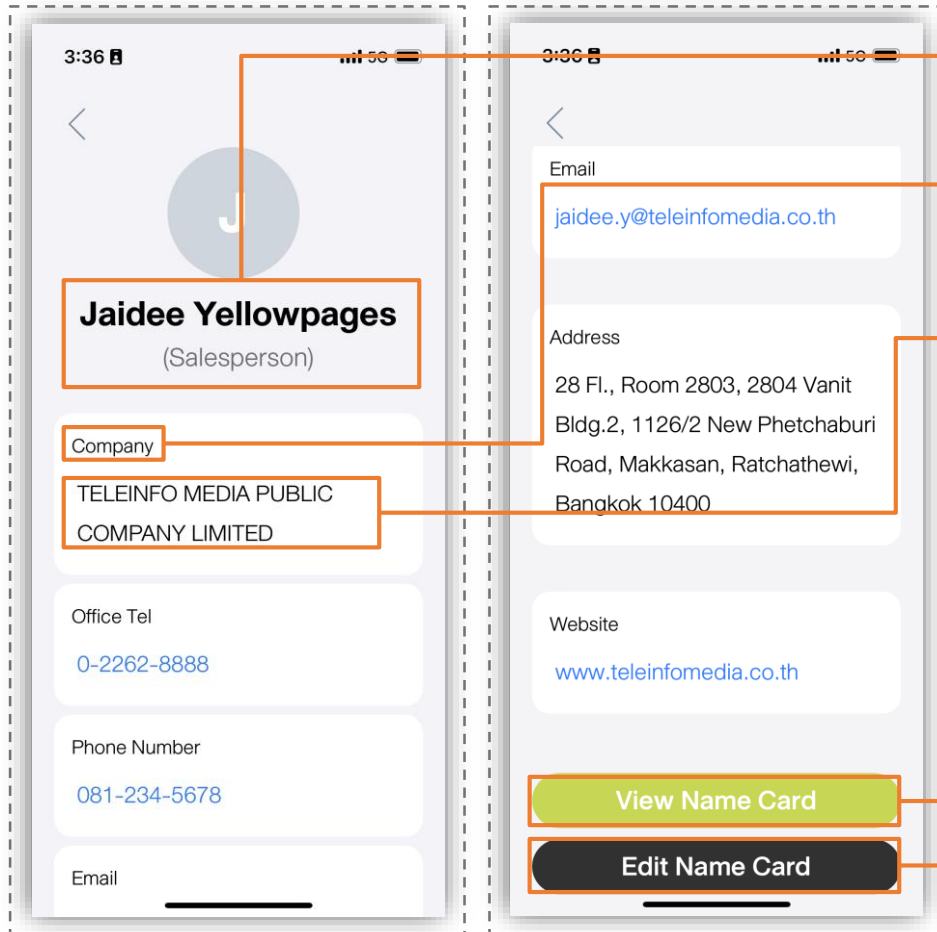 3:36
5G
J
Jaidee Yellowpages
(Salesperson)
Company
TELEINFO MEDIA PUBLIC
COMPANY LIMITED
Office Tel
0-2262-8888
Phone Number
081-234-5678
Email
3:36
5G
Email
jaidee.y@teleinfomedia.co.th
Address
28 Fl., Room 2803, 2804 Vanit
Bldg.2, 1126/2 New Phetchaburi
Road, Makkasan, Ratchathewi,
Bangkok 10400
Website
www.teleinfomedia.co.th
View Name Card
Edit Name Card